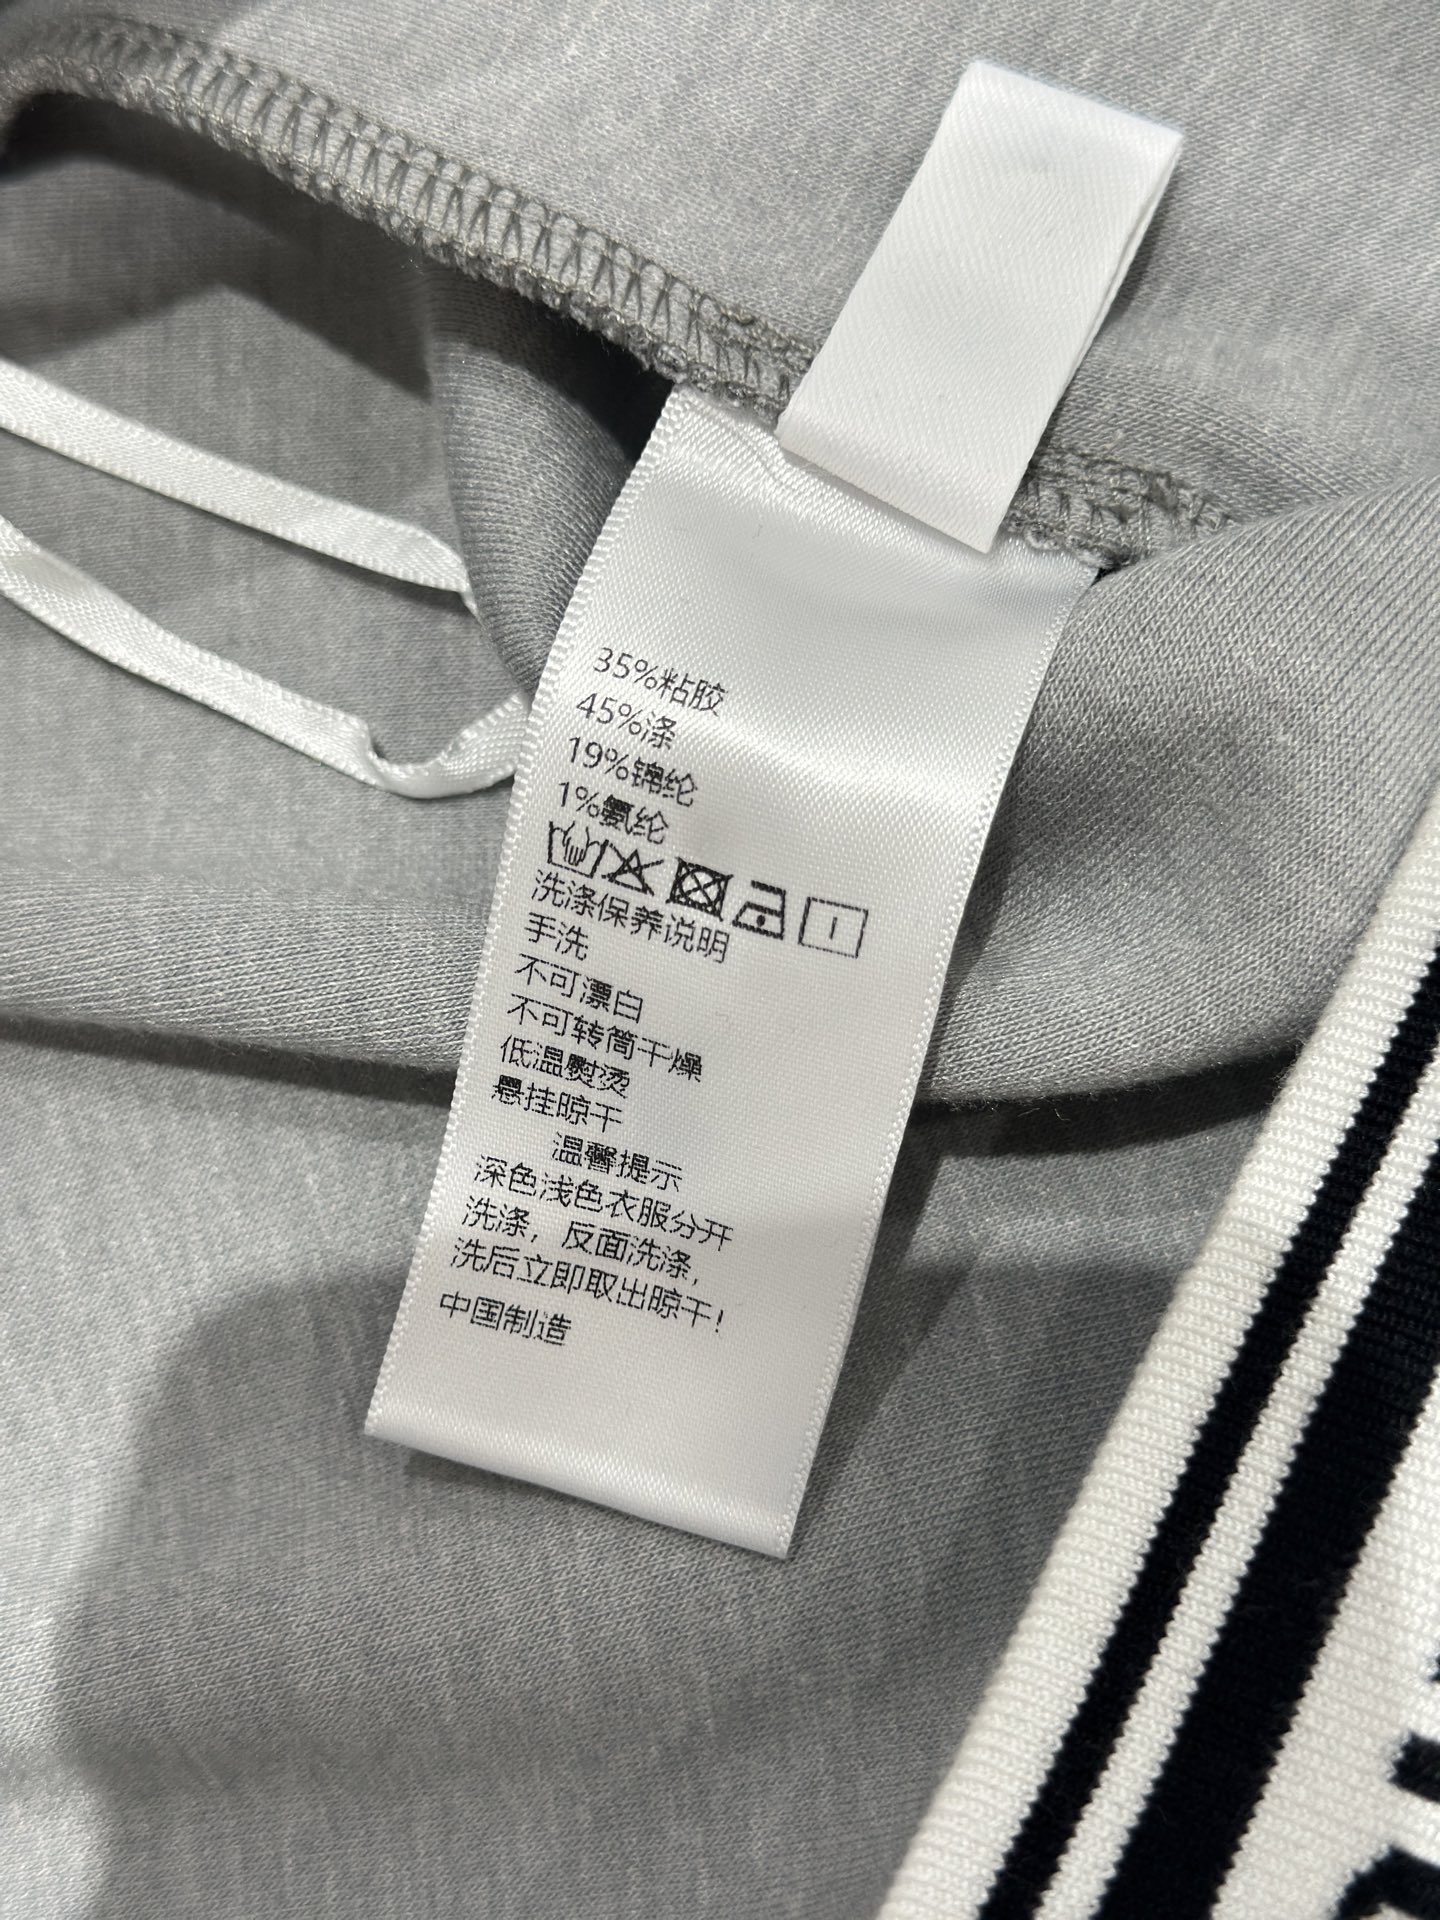 35%粘胶
45%涤
19%锦纶
1%氨纶
洗涤保养说明
手洗
不可漂白
不可转筒干燥
低温熨烫
悬挂晾干
温馨提示
深色浅色衣服分开
洗涤，反面洗涤，
洗后立即取出晾干！
中国制造